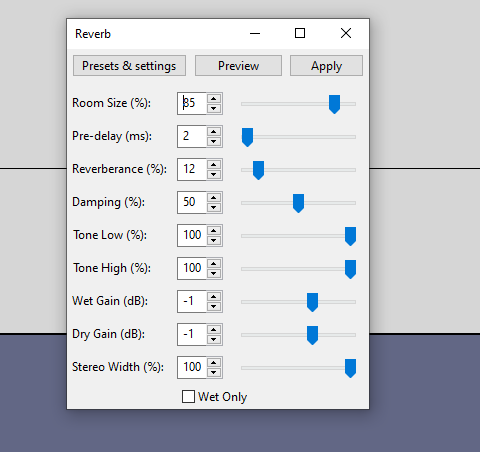 Reverb
Presets & settings Preview Apply
Room Size (%): 85
Pre-delay (ms): 2
Reverberance (%): 12
Damping (%): 50
Tone Low (%): 100
Tone High (%): 100
Wet Gain (dB): -1
Dry Gain (dB): -1
Stereo Width (%): 100
Wet Only